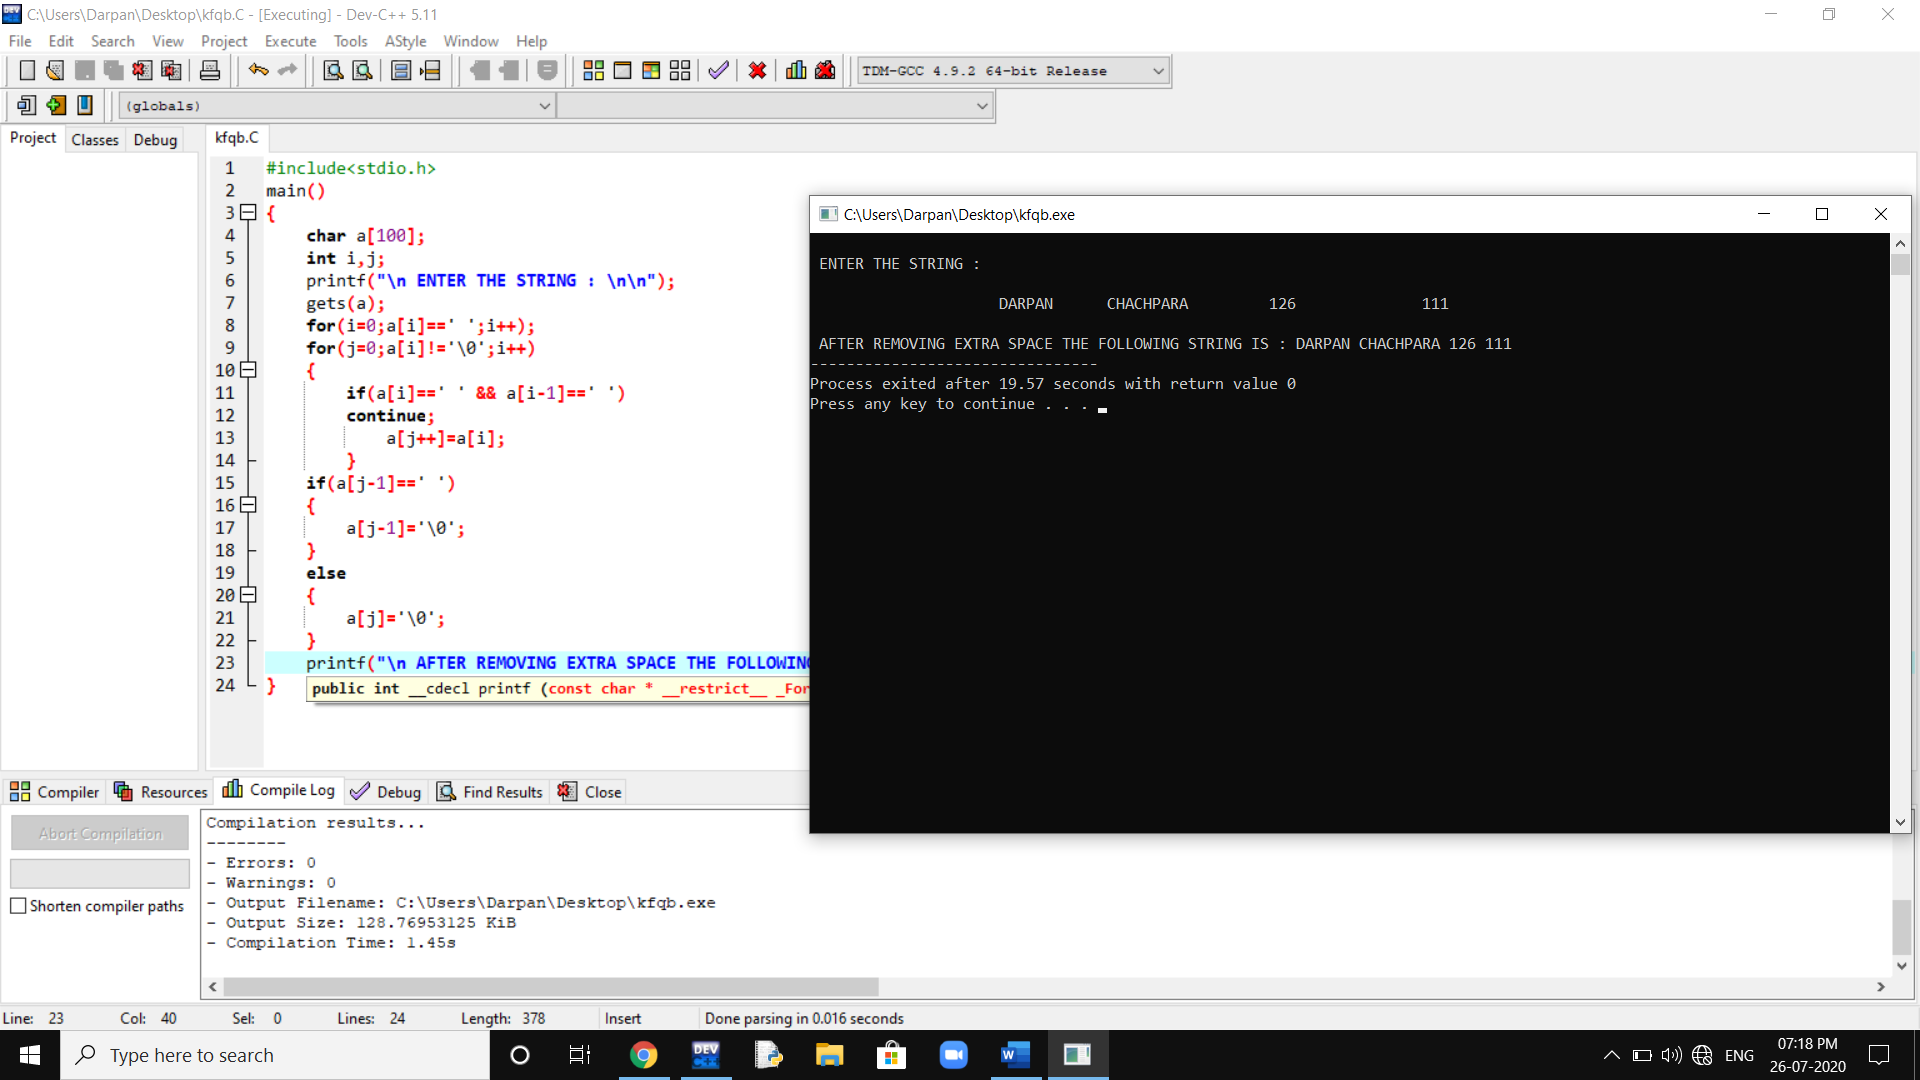 C:\Users\Darpan\Desktop\kfqb.C - [Executing] - Dev-C++ 5.11
File Edit Search View Project Execute Tools AStyle Window Help
TDM-GCC 4.9.2 64-bit Release
(globals)
Project Classes Debug
kfqb.C
1 #include<stdio.h>
2 main()
3 {
4 char a[100];
5 int i,j;
6 printf("\n ENTER THE STRING : \n\n");
7 gets(a);
8 for(i=0;a[i]==' ';i++);
9 for(j=0;a[i]!='\0';i++)
10 {
11 if(a[i]==' ' && a[i-1]==' ')
12 continue;
13 a[j++]=a[i];
14 }
15 if(a[j-1]==' ')
16 {
17 a[j-1]='\0';
18 }
19 else
20 {
21 a[j]='\0';
22 }
23 printf("\n AFTER REMOVING EXTRA SPACE THE FOLLOWING
24 }
public int __cdecl printf (const char * __restrict__ _For
C:\Users\Darpan\Desktop\kfqb.exe
ENTER THE STRING :
DARPAN CHACHPARA 126 111
AFTER REMOVING EXTRA SPACE THE FOLLOWING STRING IS : DARPAN CHACHPARA 126 111
--------------------------------
Process exited after 19.57 seconds with return value 0
Press any key to continue . . .
Compiler Resources Compile Log Debug Find Results Close
Abort Compilation
Shorten compiler paths
Compilation results...
--------
- Errors: 0
- Warnings: 0
- Output Filename: C:\Users\Darpan\Desktop\kfqb.exe
- Output Size: 128.76953125 KiB
- Compilation Time: 1.45s
Line: 23 Col: 40 Sel: 0 Lines: 24 Length: 378 Insert Done parsing in 0.016 seconds
Type here to search
DEV
ENG
07:18 PM
26-07-2020